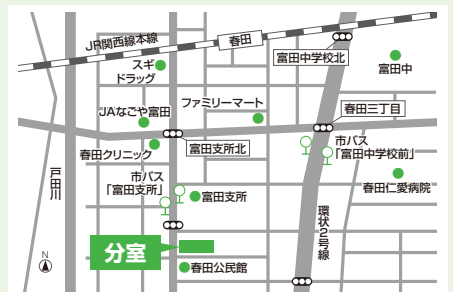 JR関西線本線
春田
スギ
ドラッグ
富田中学校北
富田中
JAなごや富田
ファミリーマート
春田三丁目
春田クリニック
富田支所北
市バス
「富田中学校前」
戸田川
市バス
「富田支所」
富田支所
春田仁愛病院
環状2号線
分室
春田公民館
N